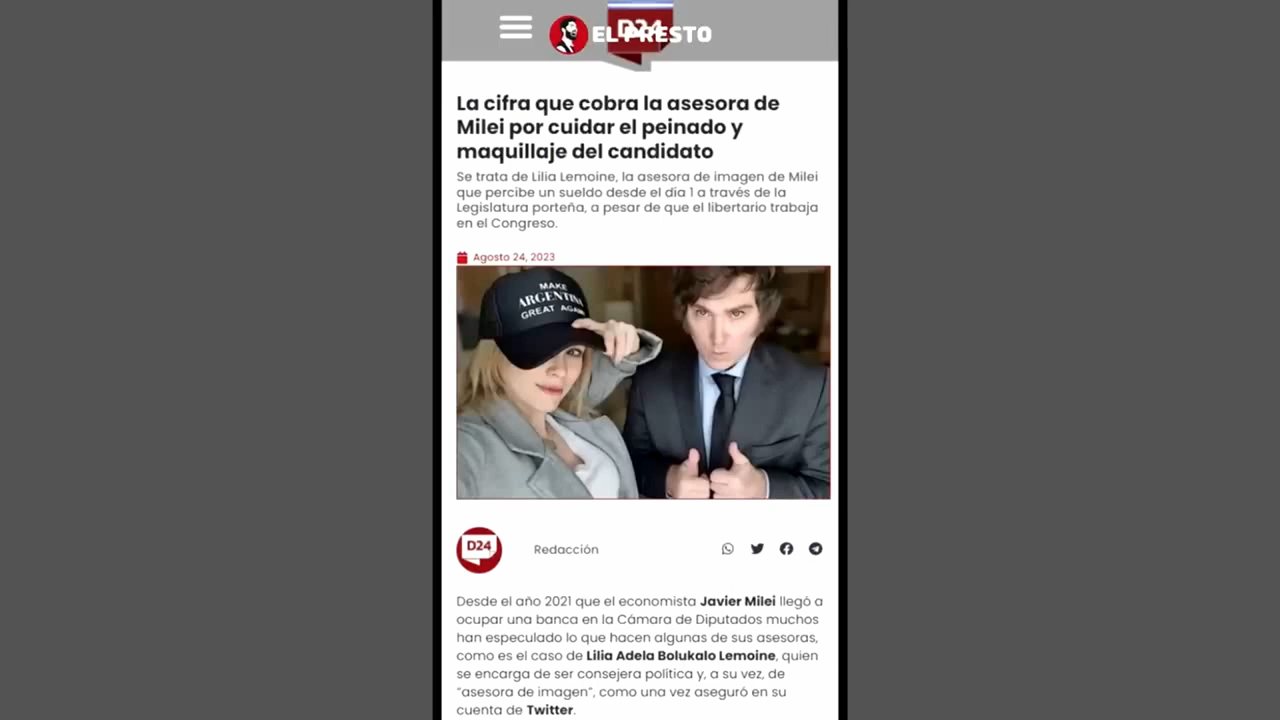 D24
EL PRESTO
La cifra que cobra la asesora de
Milei por cuidar el peinado y
maquillaje del candidato
Se trata de Lilia Lemoine, la asesora de imagen de Milei
que percibe un sueldo desde el día 1 a través de la
Legislatura porteña, a pesar de que el libertario trabaja
en el Congreso.
Agosto 24, 2023
MAKE
ARGENTINA
GREAT AGAIN
D24
Redacción
Desde el año 2021 que el economista Javier Milei llegó a
ocupar una banca en la Cámara de Diputados muchos
han especulado lo que hacen algunas de sus asesoras,
como es el caso de Lilia Adela Bolukalo Lemoine, quien
se encarga de ser consejera política y, a su vez, de
“asesora de imagen”, como una vez aseguró en su
cuenta de Twitter.